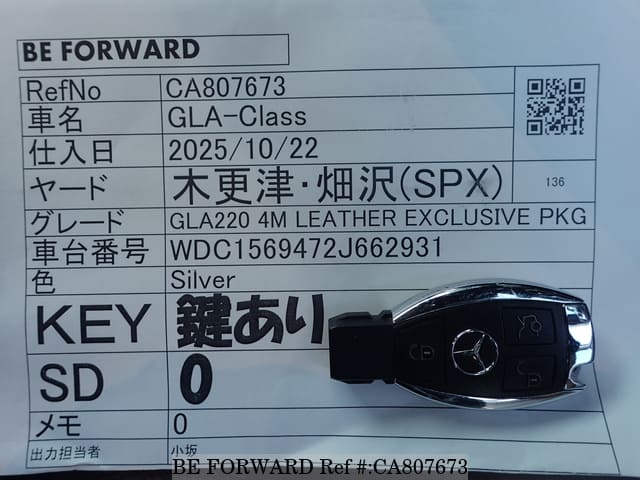 BE FORWARD
RefNo CA807673
車名 GLA-Class
仕入日 2025/10/22
ヤード 木更津・畑沢(SPX) 136
グレード GLA220 4M LEATHER EXCLUSIVE PKG
車台番号 WDC1569472J662931
色 Silver
KEY 鍵あり
SD 0
メモ 0
出力担当者 小坂
BE FORWARD Ref #:CA807673